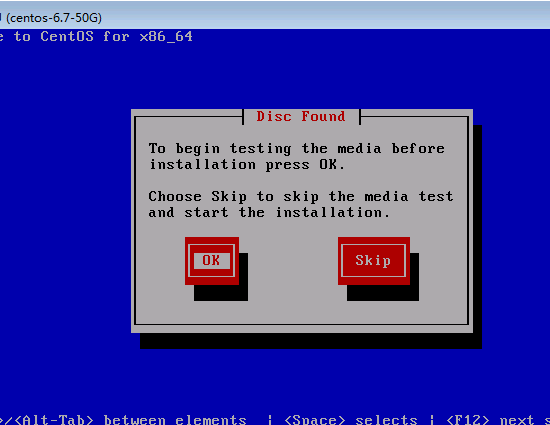 (centos-6.7-50G)
e to CentOS for x86_64
Disc Found
To begin testing the media before
installation press OK.
Choose Skip to skip the media test
and start the installation.
OK Skip
>/<Alt-Tab> between elements | <Space> selects | <F12> next s